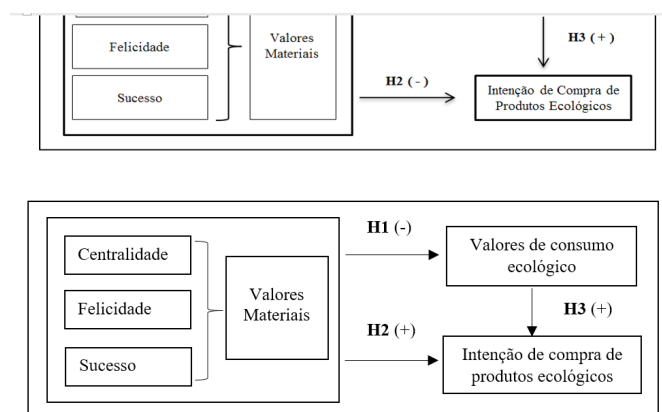 H3 (+)
Felicidade
Valores
Materiais
H2 (-)
Sucesso
Intenção de Compra de
Produtos Ecológicos
H1 (-)
Centralidade
Valores de consumo
ecológico
Felicidade
Valores
Materiais
H3 (+)
H2 (+)
Sucesso
Intenção de compra de
produtos ecológicos